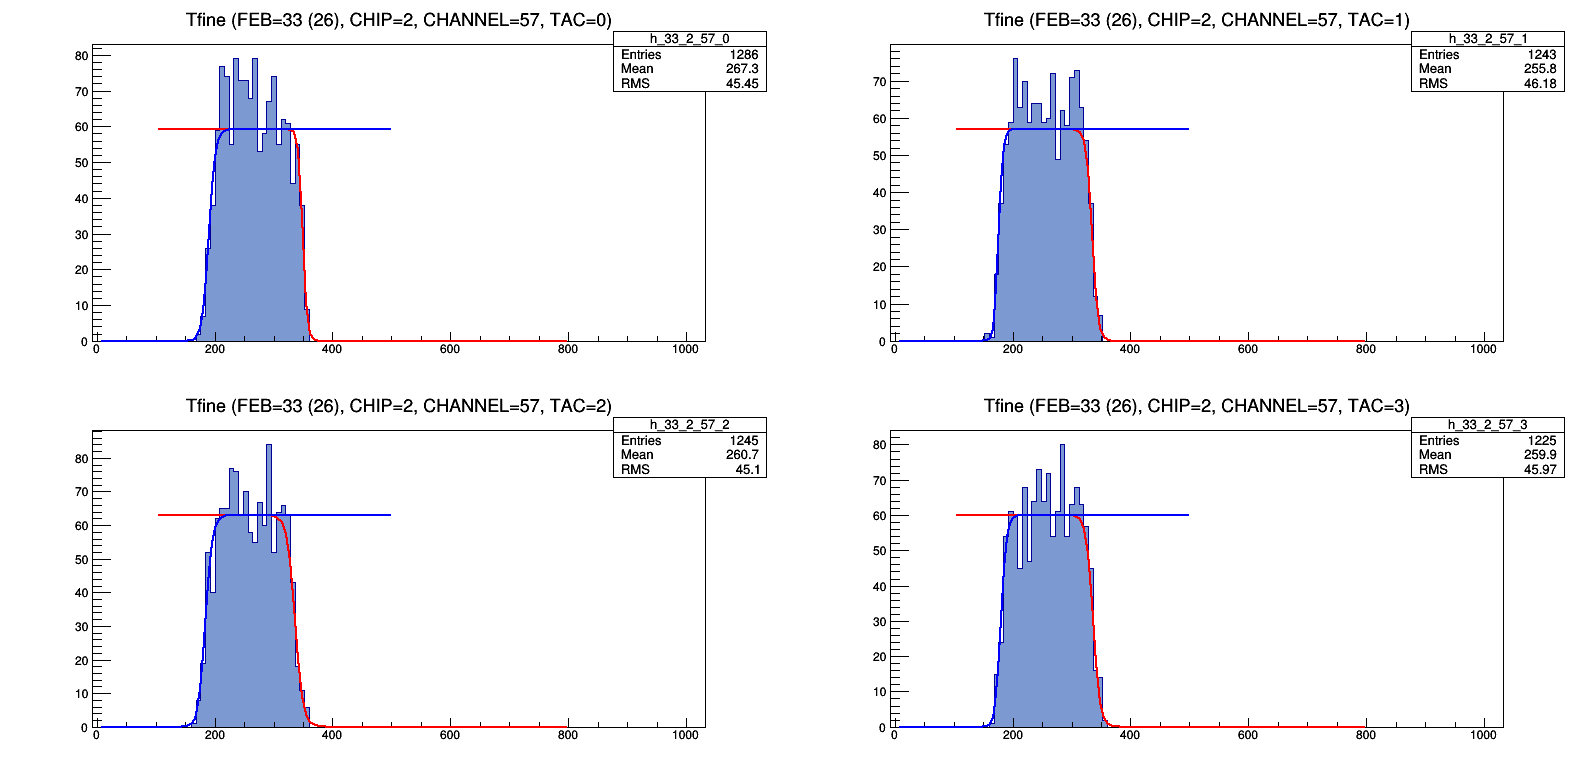 Tfine (FEB=33 (26), CHIP=2, CHANNEL=57, TAC=0)
h_33_2_57_0
Entries 1286
Mean 267.3
RMS 45.45
80
70
60
50
40
30
20
10
0
0 200 400 600 800 1000
Tfine (FEB=33 (26), CHIP=2, CHANNEL=57, TAC=1)
h_33_2_57_1
Entries 1243
Mean 255.8
RMS 46.18
70
60
50
40
30
20
10
0
0 200 400 600 800 1000
Tfine (FEB=33 (26), CHIP=2, CHANNEL=57, TAC=2)
h_33_2_57_2
Entries 1245
Mean 260.7
RMS 45.1
80
70
60
50
40
30
20
10
0
0 200 400 600 800 1000
Tfine (FEB=33 (26), CHIP=2, CHANNEL=57, TAC=3)
h_33_2_57_3
Entries 1225
Mean 259.9
RMS 45.97
80
70
60
50
40
30
20
10
0
0 200 400 600 800 1000